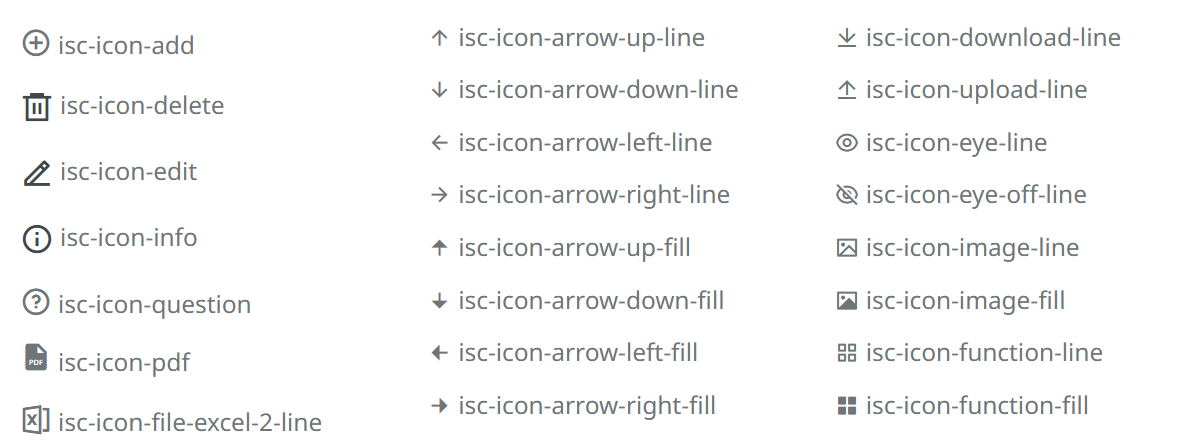 isc-icon-add
isc-icon-delete
isc-icon-edit
isc-icon-info
isc-icon-question
PDF
isc-icon-pdf
isc-icon-file-excel-2-line
isc-icon-arrow-up-line
isc-icon-arrow-down-line
isc-icon-arrow-left-line
isc-icon-arrow-right-line
isc-icon-arrow-up-fill
isc-icon-arrow-down-fill
isc-icon-arrow-left-fill
isc-icon-arrow-right-fill
isc-icon-download-line
isc-icon-upload-line
isc-icon-eye-line
isc-icon-eye-off-line
isc-icon-image-line
isc-icon-image-fill
isc-icon-function-line
isc-icon-function-fill